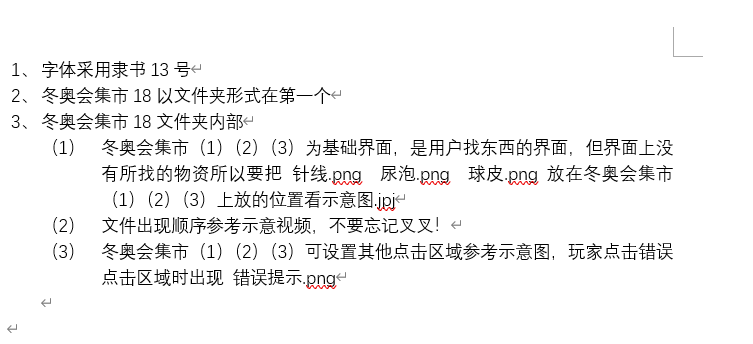 1、字体采用隶书 13 号
2、冬奥会集市 18 以文件夹形式在第一个
3、冬奥会集市 18 文件夹内部
（1） 冬奥会集市（1）（2）（3）为基础界面，是用户找东西的界面，但界面上没
有所找的物资所以要把 针线.png 尿泡.png 球皮.png 放在冬奥会集市
（1）（2）（3）上放的位置看示意图.jpj
（2） 文件出现顺序参考示意视频，不要忘记叉叉！
（3） 冬奥会集市（1）（2）（3）可设置其他点击区域参考示意图，玩家点击错误
点击区域时出现 错误提示.png